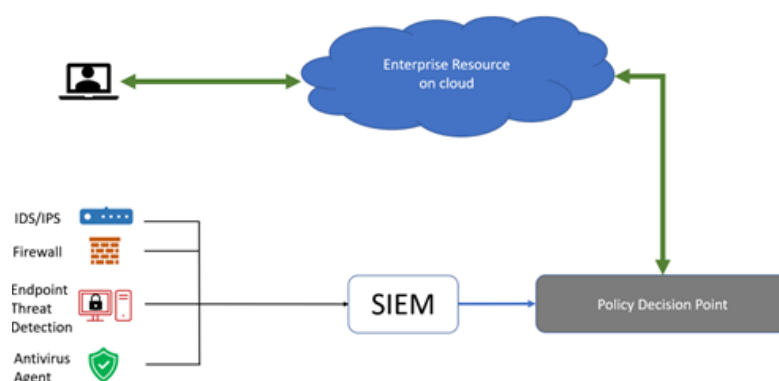 Enterprise Resource
on cloud
IDS/IPS
Firewall
Endpoint
Threat
Detection
SIEM
Policy Decision Point
Antivirus
Agent